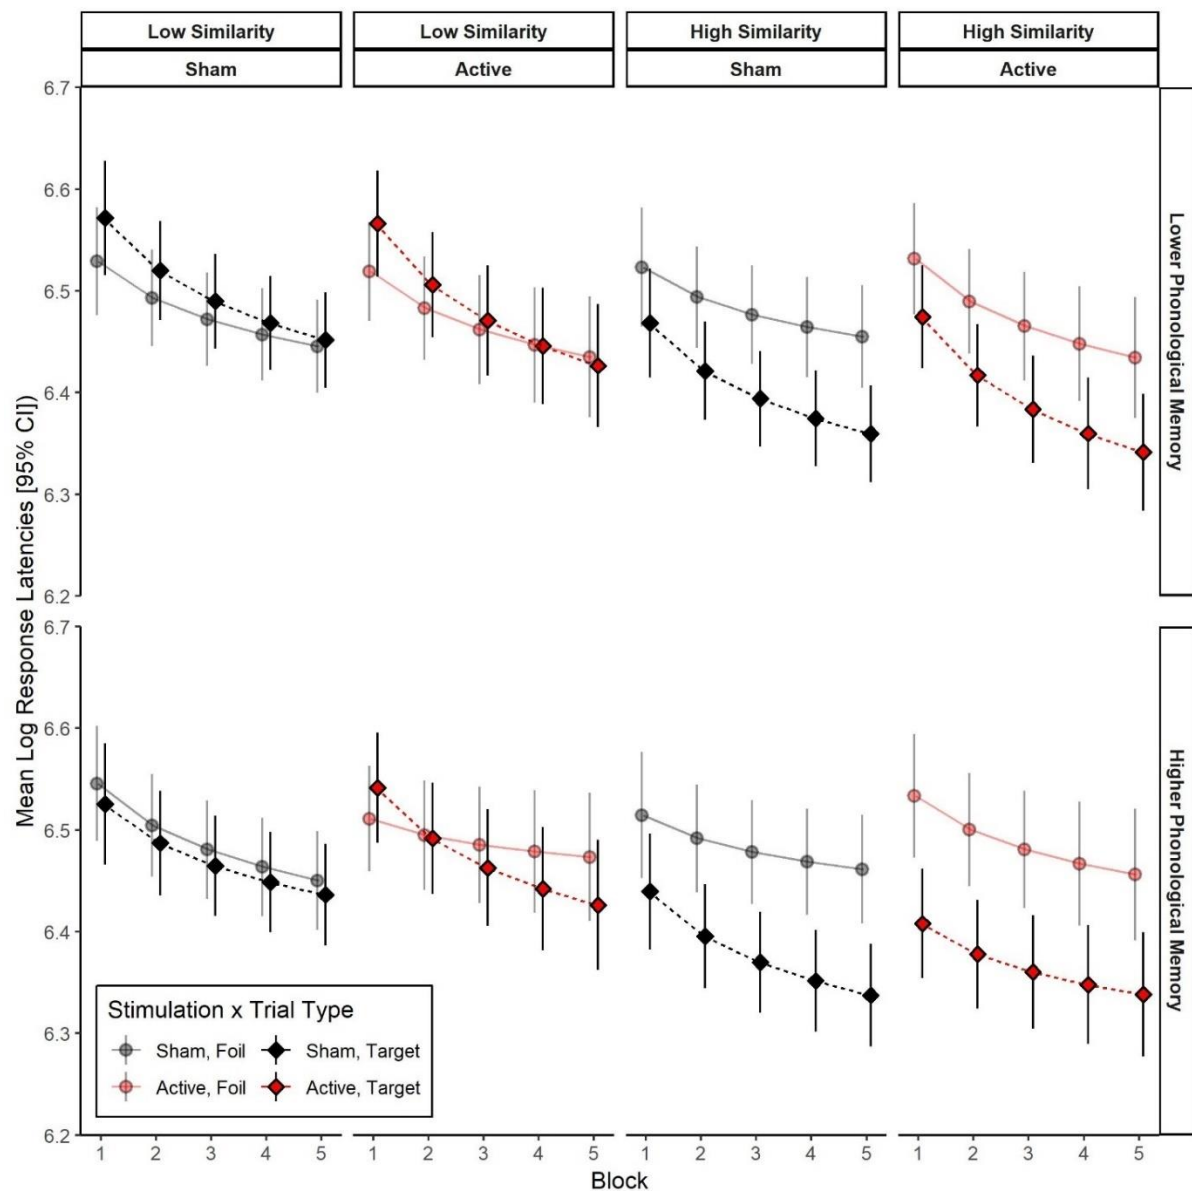 Low Similarity
Low Similarity
High Similarity
High Similarity
Sham
Active
Sham
Active
6.7
6.6
6.5
6.4
6.3
6.2
Lower Phonological Memory
Mean Log Response Latencies [95% CI])
6.7
6.6
6.5
6.4
6.3
6.2
Higher Phonological Memory
Stimulation x Trial Type
Sham, Foil
Sham, Target
Active, Foil
Active, Target
1 2 3 4 5
1 2 3 4 5
1 2 3 4 5
1 2 3 4 5
Block